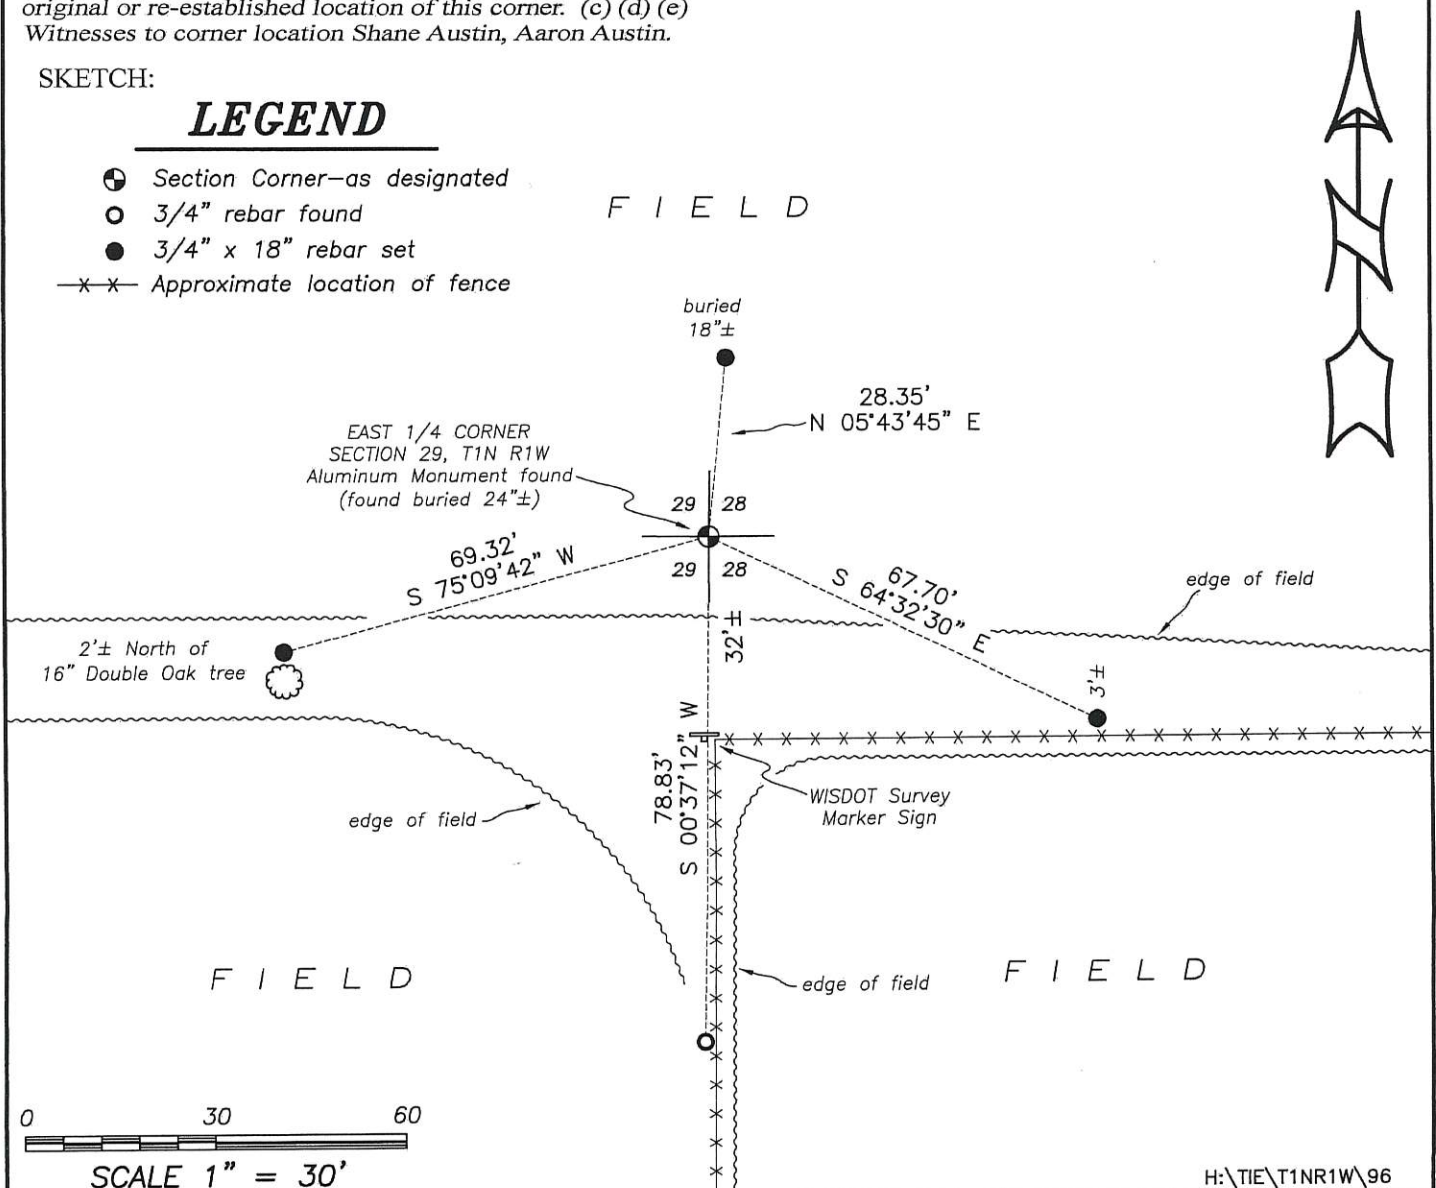 original or re-established location of this corner. (c) (d) (e)
Witnesses to corner location Shane Austin, Aaron Austin.
SKETCH:
LEGEND
Section Corner—as designated
3/4" rebar found
3/4" x 18" rebar set
Approximate location of fence
FIELD
buried
18"±
28.35'
N 05°43'45" E
EAST 1/4 CORNER
SECTION 29, T1N R1W
Aluminum Monument found
(found buried 24"±)
29
28
29
28
69.32'
S 75°09'42" W
67.70'
S 64°32'30" E
edge of field
2'± North of
16" Double Oak tree
32'±
3'±
78.83'
S 00°37'12" W
WISDOT Survey
Marker Sign
edge of field
FIELD
edge of field
FIELD
N
0 30 60
SCALE 1" = 30'
H:\TIE\T1NR1W\96